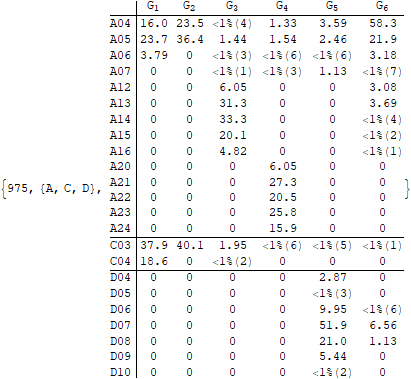 G1 G2 G3 G4 G5 G6
A04 16.0 23.5 <1%(4) 1.33 3.59 58.3
A05 23.7 36.4 1.44 1.54 2.46 21.9
A06 3.79 0 <1%(3) <1%(6) <1%(6) 3.18
A07 0 0 <1%(1) <1%(3) 1.13 <1%(7)
A12 0 0 6.05 0 0 3.08
A13 0 0 31.3 0 0 3.69
A14 0 0 33.3 0 0 <1%(4)
A15 0 0 20.1 0 0 <1%(2)
A16 0 0 4.82 0 0 <1%(1)
A20 0 0 0 6.05 0 0
{975, {A, C, D}, A21 0 0 0 27.3 0 0 }
A22 0 0 0 20.5 0 0
A23 0 0 0 25.8 0 0
A24 0 0 0 15.9 0 0
C03 37.9 40.1 1.95 <1%(6) <1%(5) <1%(1)
C04 18.6 0 <1%(2) 0 0 0
D04 0 0 0 0 2.87 0
D05 0 0 0 0 <1%(3) 0
D06 0 0 0 0 9.95 <1%(6)
D07 0 0 0 0 51.9 6.56
D08 0 0 0 0 21.0 1.13
D09 0 0 0 0 5.44 0
D10 0 0 0 0 <1%(2) 0